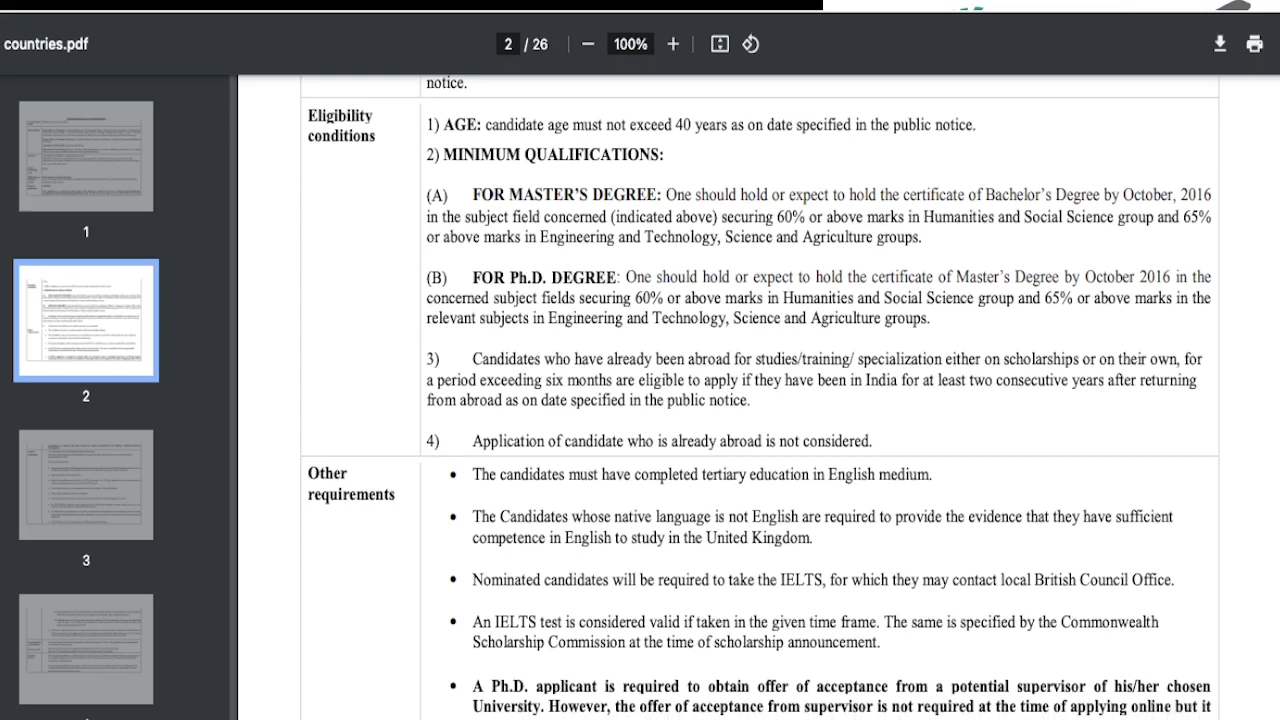 countries.pdf
2 / 26
100%
1
2
3
notice.
Eligibility
conditions
1) AGE: candidate age must not exceed 40 years as on date specified in the public notice.
2) MINIMUM QUALIFICATIONS:
(A) FOR MASTER’S DEGREE: One should hold or expect to hold the certificate of Bachelor’s Degree by October, 2016
in the subject field concerned (indicated above) securing 60% or above marks in Humanities and Social Science group and 65%
or above marks in Engineering and Technology, Science and Agriculture groups.
(B) FOR Ph.D. DEGREE: One should hold or expect to hold the certificate of Master’s Degree by October 2016 in the
concerned subject fields securing 60% or above marks in Humanities and Social Science group and 65% or above marks in the
relevant subjects in Engineering and Technology, Science and Agriculture groups.
3) Candidates who have already been abroad for studies/training/ specialization either on scholarships or on their own, for
a period exceeding six months are eligible to apply if they have been in India for at least two consecutive years after returning
from abroad as on date specified in the public notice.
4) Application of candidate who is already abroad is not considered.
Other
requirements
• The candidates must have completed tertiary education in English medium.
• The Candidates whose native language is not English are required to provide the evidence that they have sufficient
competence in English to study in the United Kingdom.
• Nominated candidates will be required to take the IELTS, for which they may contact local British Council Office.
• An IELTS test is considered valid if taken in the given time frame. The same is specified by the Commonwealth
Scholarship Commission at the time of scholarship announcement.
• A Ph.D. applicant is required to obtain offer of acceptance from a potential supervisor of his/her chosen
University. However, the offer of acceptance from supervisor is not required at the time of applying online but it